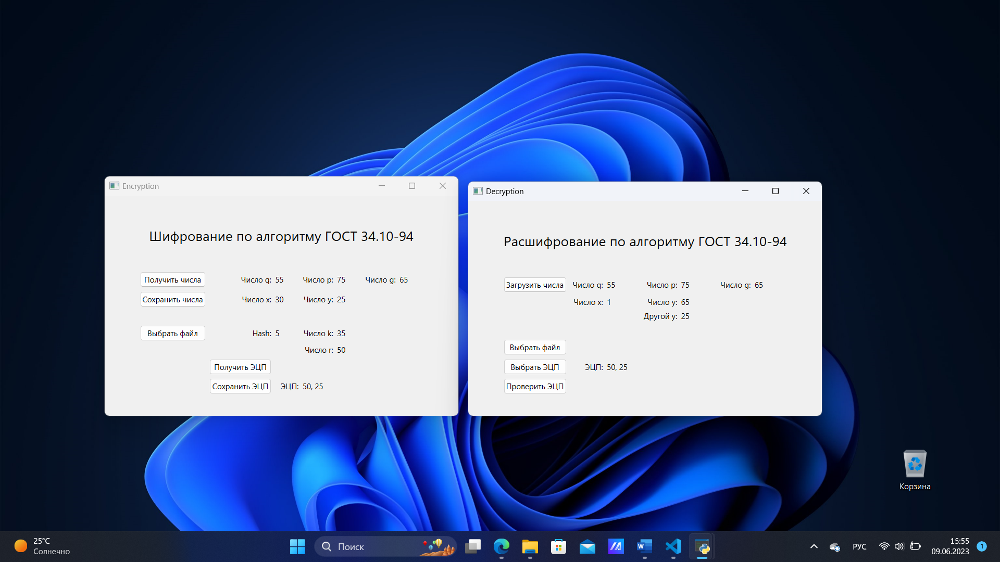 Encryption
Шифрование по алгоритму ГОСТ 34.10-94
Получить числа
Число q: 55
Число p: 75
Число g: 65
Сохранить числа
Число x: 30
Число y: 25
Выбрать файл
Hash: 5
Число k: 35
Число r: 50
Получить ЭЦП
Сохранить ЭЦП
ЭЦП: 50, 25
Decryption
Расшифрование по алгоритму ГОСТ 34.10-94
Загрузить числа
Число q: 55
Число p: 75
Число g: 65
Число x: 1
Число y: 65
Другой y: 25
Выбрать файл
Выбрать ЭЦП
ЭЦП: 50, 25
Проверить ЭЦП
Корзина
25°C
Солнечно
Поиск
РУС
15:55
09.06.2023
1